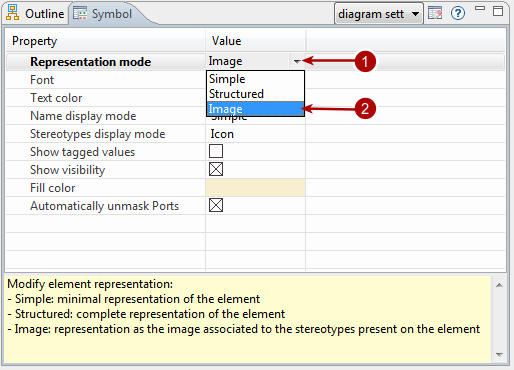 Outline Symbol diagram sett
Property Value
Representation mode Image 1
Font Simple
Text color Structured
Image 2
Name display mode Simple
Stereotypes display mode Icon
Show tagged values
Show visibility
Fill color
Automatically unmask Ports
Modify element representation:
- Simple: minimal representation of the element
- Structured: complete representation of the element
- Image: representation as the image associated to the stereotypes present on the element